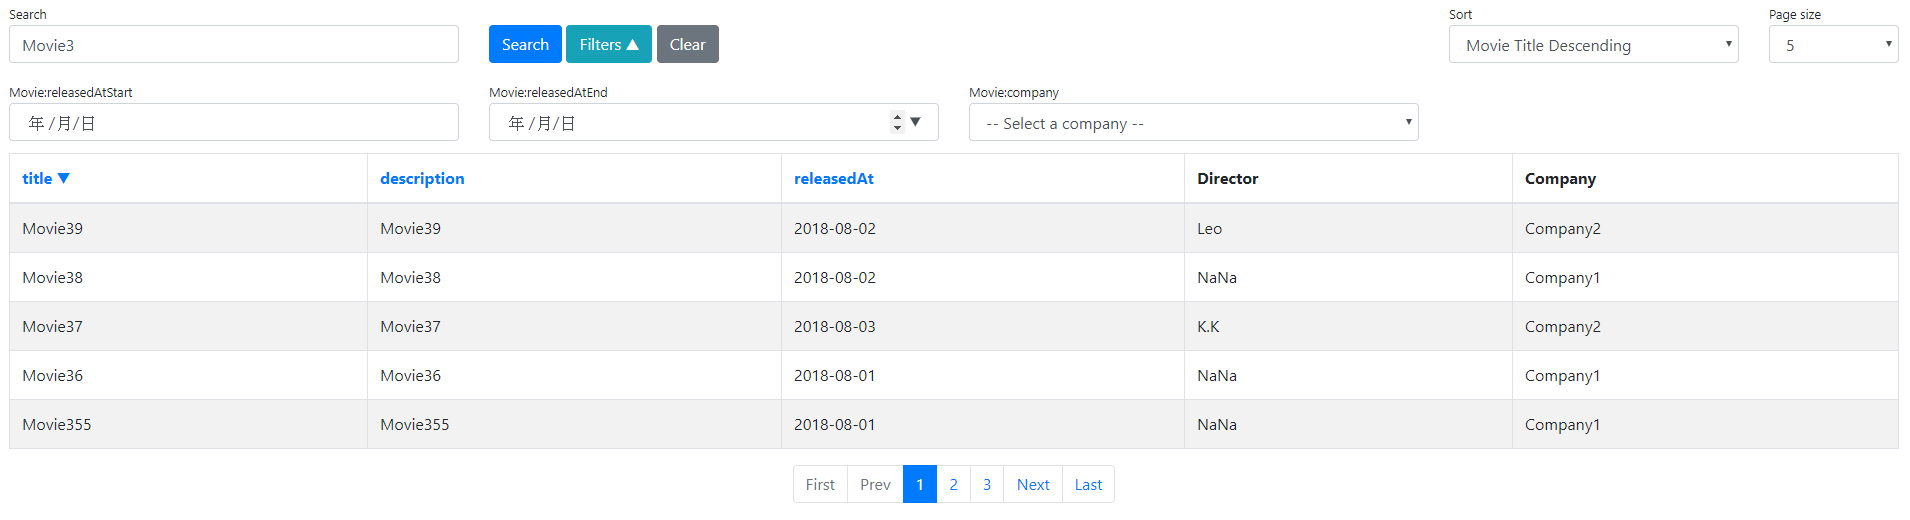 Search Sort Page size
Movie3 Search Filters ▲ Clear Movie Title Descending 5
Movie:releasedAtStart Movie:releasedAtEnd Movie:company
年 /月/日 年 /月/日 -- Select a company --
title ▼ description releasedAt Director Company
Movie39 Movie39 2018-08-02 Leo Company2
Movie38 Movie38 2018-08-02 NaNa Company1
Movie37 Movie37 2018-08-03 K.K Company2
Movie36 Movie36 2018-08-01 NaNa Company1
Movie355 Movie355 2018-08-01 NaNa Company1
First Prev 1 2 3 Next Last